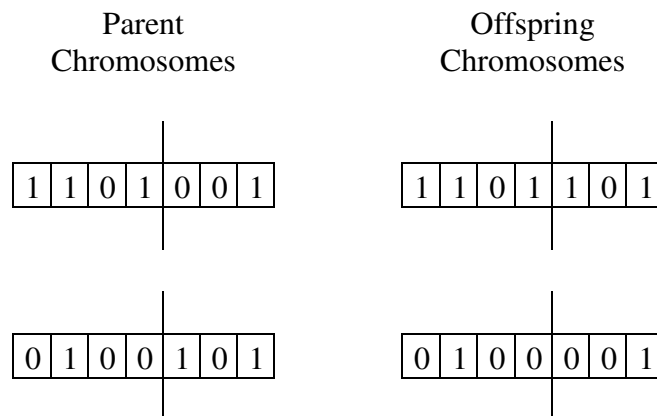 Parent Chromosomes
Offspring Chromosomes
1 1 0 1 0 0 1
1 1 0 1 1 0 1
0 1 0 0 1 0 1
0 1 0 0 0 0 1